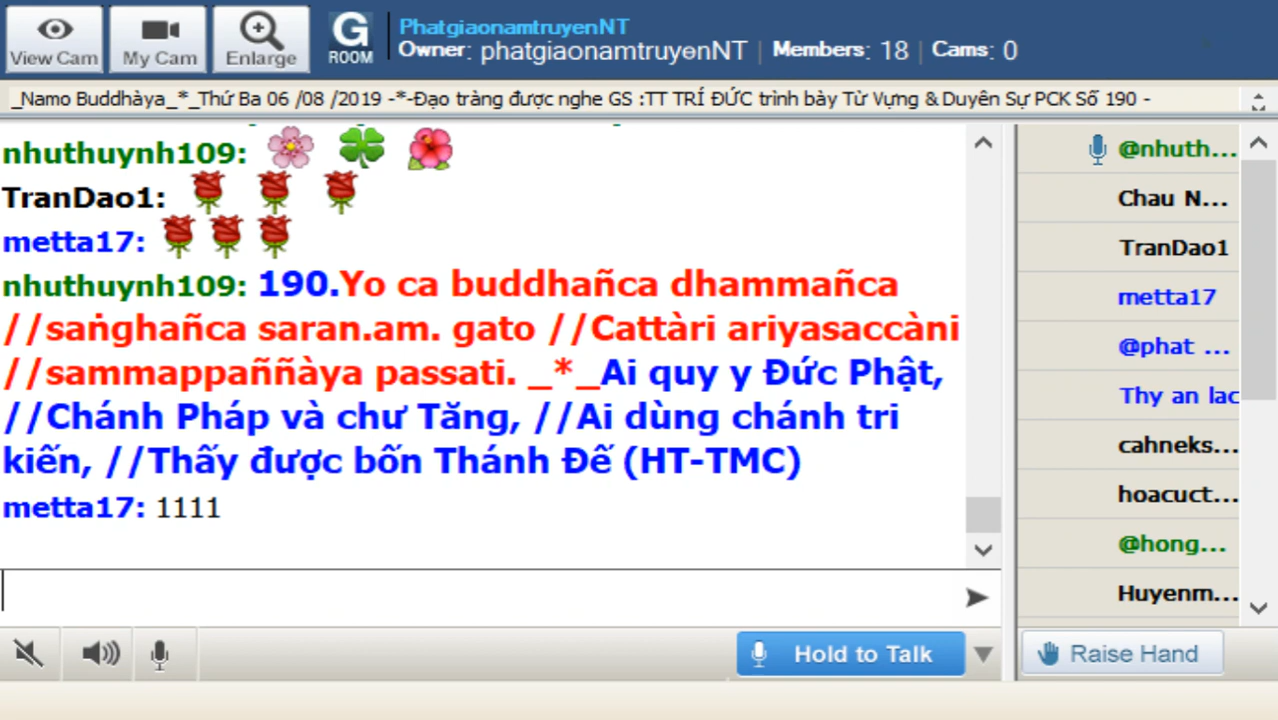 View Cam
My Cam
Enlarge
G
ROOM
PhatgiaonamtruyenNT
Owner: phatgiaonamtruyenNT | Members: 18 | Cams: 0
_Namo Buddhàya_*_Thứ Ba 06 /08 /2019 -*-Đạo tràng được nghe GS :TT TRÍ ĐỨC trình bày Từ Vựng & Duyên Sự PCK Số 190 -
nhuthuynh109:
TranDao1:
metta17:
nhuthuynh109: 190.Yo ca buddhañca dhammañca
//saṅghañca saran.am. gato //Cattàri ariyasaccàni
//sammappaññàya passati. _*_Ai quy y Đức Phật,
//Chánh Pháp và chư Tăng, //Ai dùng chánh tri
kiến, //Thấy được bốn Thánh Đế (HT-TMC)
metta17: 1111
@nhuth...
Chau N...
TranDao1
metta17
@phat ...
Thy an lac
cahneks...
hoacuct...
@hong...
Huyenm...
Hold to Talk
Raise Hand